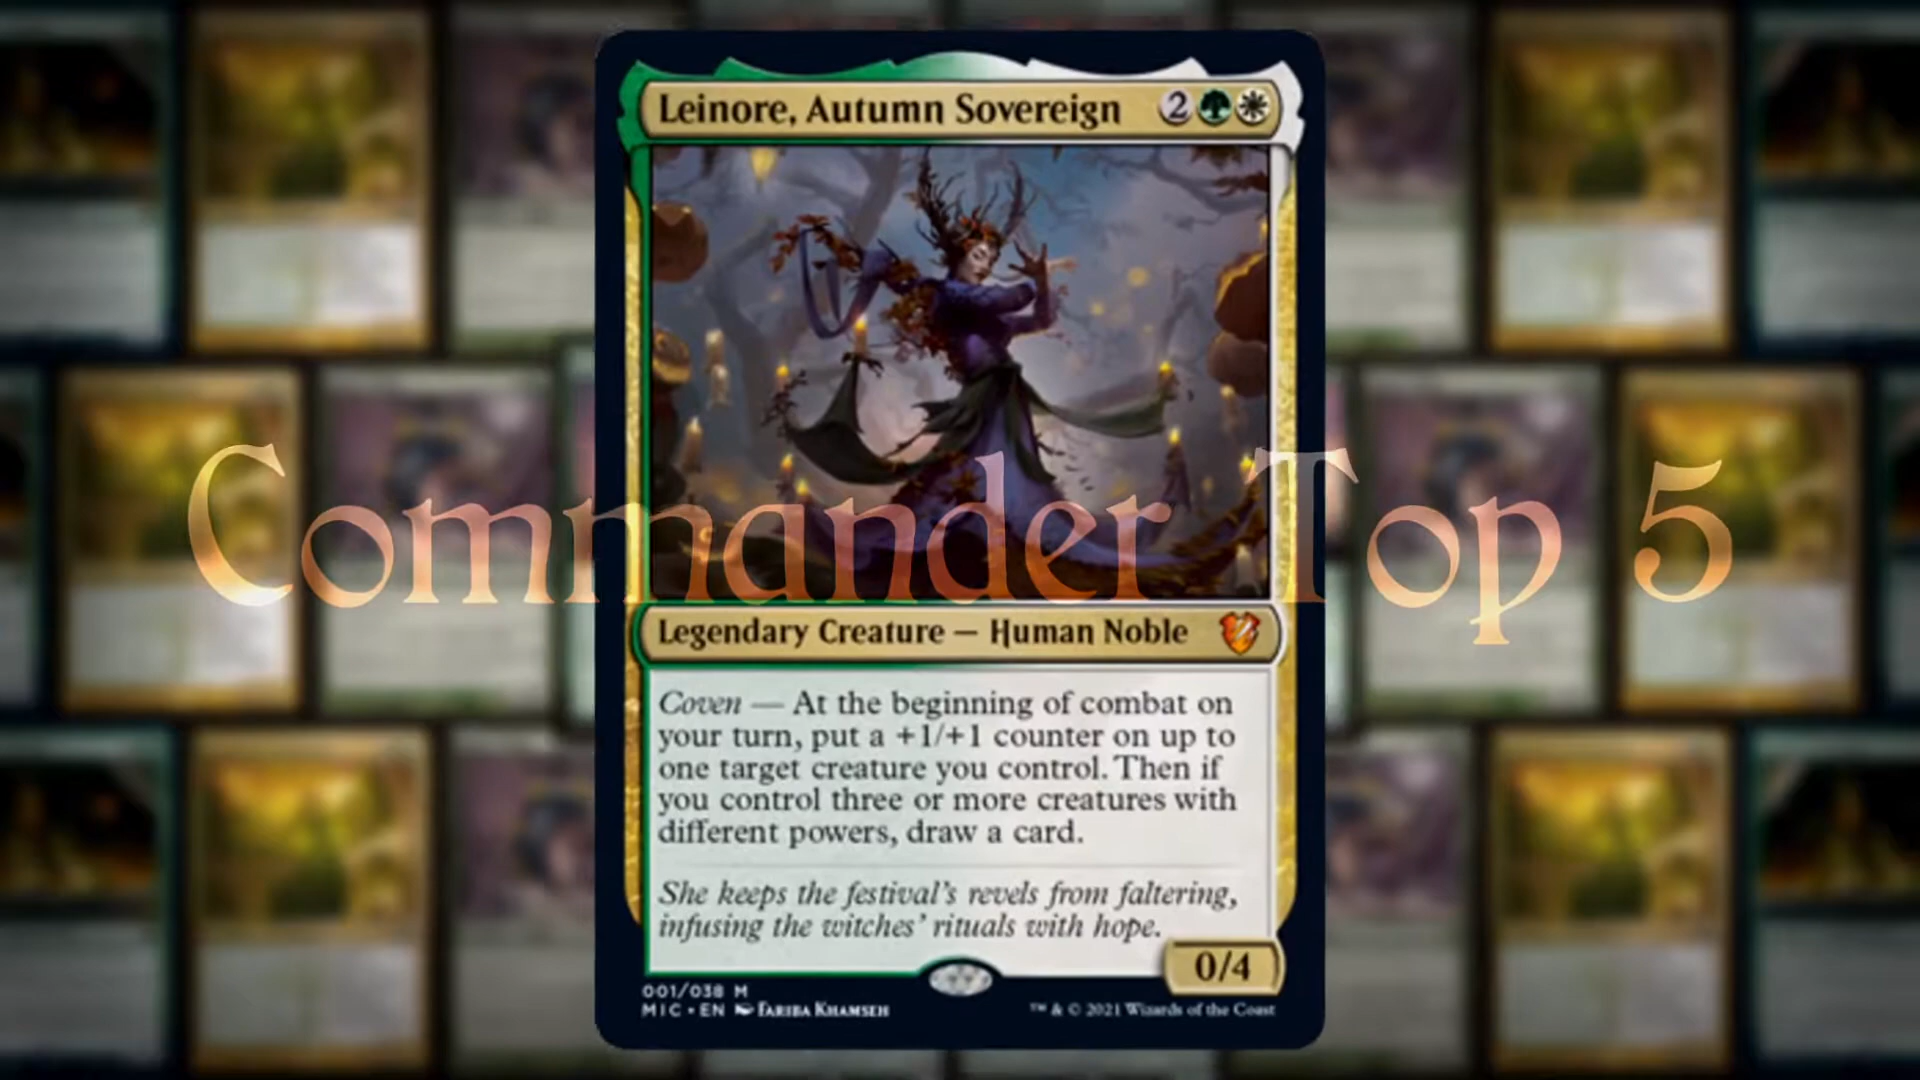 Leinore, Autumn Sovereign 2
Commander Top 5
Legendary Creature — Human Noble
Coven — At the beginning of combat on
your turn, put a +1/+1 counter on up to
one target creature you control. Then if
you control three or more creatures with
different powers, draw a card.
She keeps the festival's revels from faltering,
infusing the witches' rituals with hope.
0/4
001/038 M
MIC • EN Fariba Khamseh
™ & © 2021 Wizards of the Coast